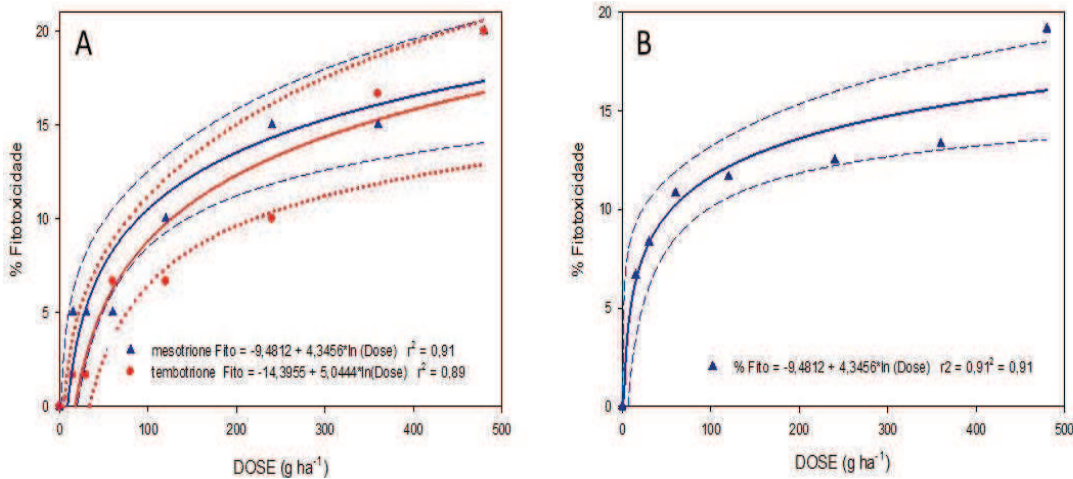 A
% Fitotoxicidade
20
15
10
5
0
mesotrione Fito = -9,4812 + 4,3456*ln (Dose) r² = 0,91
tembotrione Fito = -14,3955 + 5,0444*ln(Dose) r² = 0,89
0 100 200 300 400 500
DOSE (g ha⁻¹)
B
% Fitotoxicidade
20
15
10
5
0
% Fito = -9,4812 + 4,3456*ln (Dose) r2 = 0,91² = 0,91
0 100 200 300 400 500
DOSE (g ha⁻¹)